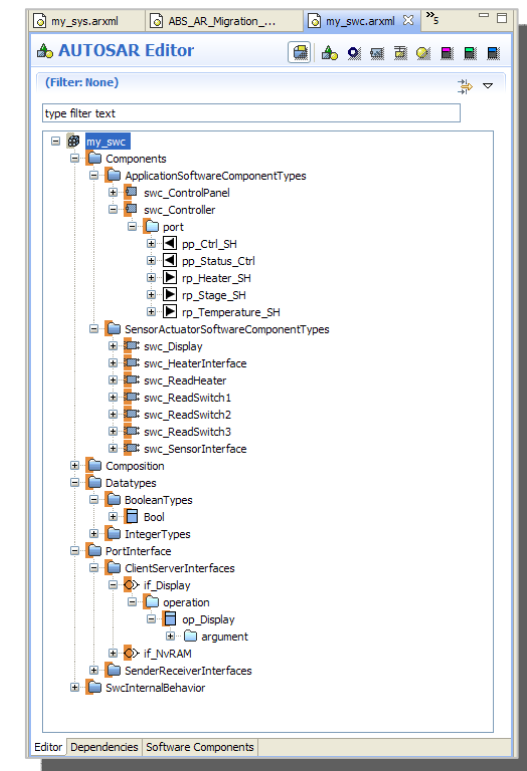 my_sys.arxml ABS_AR_Migration_... my_swc.arxml »5
AUTOSAR Editor
(Filter: None)
type filter text
my_swc
Components
ApplicationSoftwareComponentTypes
swc_ControlPanel
swc_Controller
port
pp_Ctrl_SH
pp_Status_Ctrl
rp_Heater_SH
rp_Stage_SH
rp_Temperature_SH
SensorActuatorSoftwareComponentTypes
swc_Display
swc_HeaterInterface
swc_ReadHeater
swc_ReadSwitch1
swc_ReadSwitch2
swc_ReadSwitch3
swc_SensorInterface
Composition
Datatypes
BooleanTypes
Bool
IntegerTypes
PortInterface
ClientServerInterfaces
if_Display
operation
op_Display
argument
if_NvRAM
SenderReceiverInterfaces
SwcInternalBehavior
Editor Dependencies Software Components